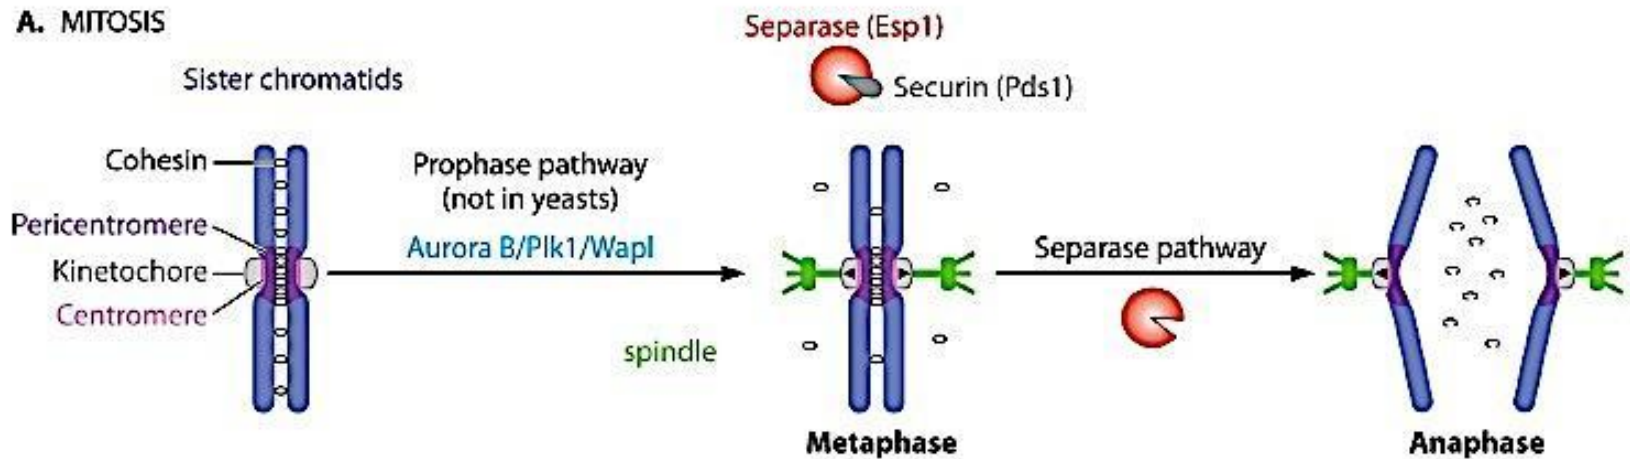 A. MITOSIS
Separase (Esp1)
Securin (Pds1)
Sister chromatids
Cohesin
Pericentromere
Kinetochore
Centromere
Prophase pathway
(not in yeasts)
Aurora B/Plk1/Wapl
spindle
Separase pathway
Metaphase
Anaphase